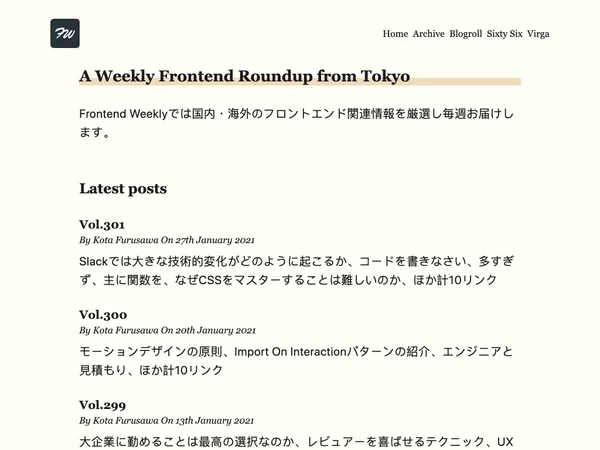 FW
Home Archive Blogroll Sixty Six Virga
A Weekly Frontend Roundup from Tokyo
Frontend Weeklyでは国内・海外のフロントエンド関連情報を厳選し毎週お届けし
ます。
Latest posts
Vol.301
By Kota Furusawa On 27th January 2021
Slackでは大きな技術的変化がどのように起こるか、コードを書きなさい、多すぎ
ず、主に関数を、なぜCSSをマスターすることは難しいのか、ほか計10リンク
Vol.300
By Kota Furusawa On 20th January 2021
モーションデザインの原則、Import On Interactionパターンの紹介、エンジニアと
見積もり、ほか計10リンク
Vol.299
By Kota Furusawa On 13th January 2021
大企業に勤めることは最高の選択なのか、レビュアーを喜ばせるテクニック、UX